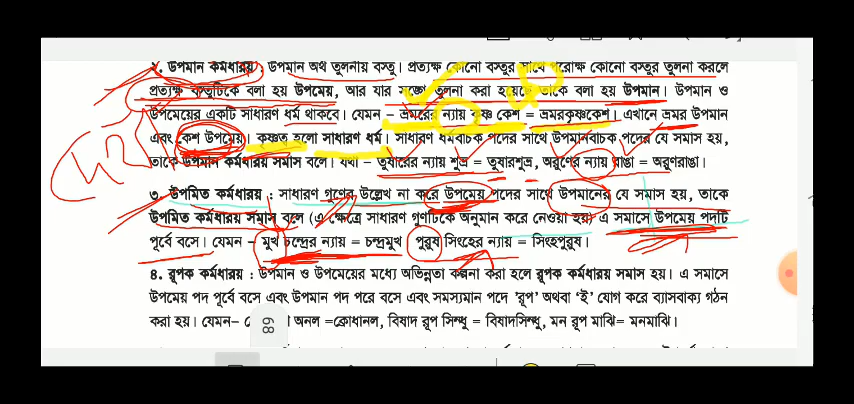 ২. উপমান কর্মধারয় : উপমান অর্থ তুলনীয় বস্তু। প্রত্যক্ষ কোনো বস্তুর সাথে পরোক্ষ কোনো বস্তুর তুলনা করলে
প্রত্যক্ষ বস্তুটিকে বলা হয় উপমেয়, আর যার সঙ্গে তুলনা করা হয়েছে তাকে বলা হয় উপমান। উপমান ও
উপমেয়ের একটি সাধারণ ধর্ম থাকবে। যেমন – ভ্রমরের ন্যায় কৃষ্ণ কেশ = ভ্রমরকৃষ্ণকেশ। এখানে ভ্রমর উপমান
এবং কেশ উপমেয়। কৃষ্ণত্ব হলো সাধারণ ধর্ম। সাধারণ ধর্মবাচক পদের সাথে উপমানবাচক পদের যে সমাস হয়,
তাকে উপমান কর্মধারয় সমাস বলে। যথা – তুষারের ন্যায় শুভ্র = তুষারশুভ্র, অরুণের ন্যায় রাঙা = অরুণরাঙা।
৩. উপমিত কর্মধারয় : সাধারণ গুণের উল্লেখ না করে উপমেয় পদের সাথে উপমানের যে সমাস হয়, তাকে
উপমিত কর্মধারয় সমাস বলে (এ ক্ষেত্রে সাধারণ গুণটিকে অনুমান করে নেওয়া হয়) এ সমাসে উপমেয় পদটি
পূর্বে বসে। যেমন – মুখ চন্দ্রের ন্যায় = চন্দ্রমুখ পুরুষ সিংহের ন্যায় = সিংহপুরুষ।
৪. রূপক কর্মধারয় : উপমান ও উপমেয়ের মধ্যে অভিন্নতা কল্পনা করা হলে রূপক কর্মধারয় সমাস হয়। এ সমাসে
উপমেয় পদ পূর্বে বসে এবং উপমান পদ পরে বসে এবং সমস্যমান পদে 'রূপ' অথবা 'ই' যোগ করে ব্যাসবাক্য গঠন
করা হয়। যেমন– অনল =ক্রোধানল, বিষাদ রূপ সিন্ধু = বিষাদসিন্ধু, মন রূপ মাঝি= মনমাঝি।
68